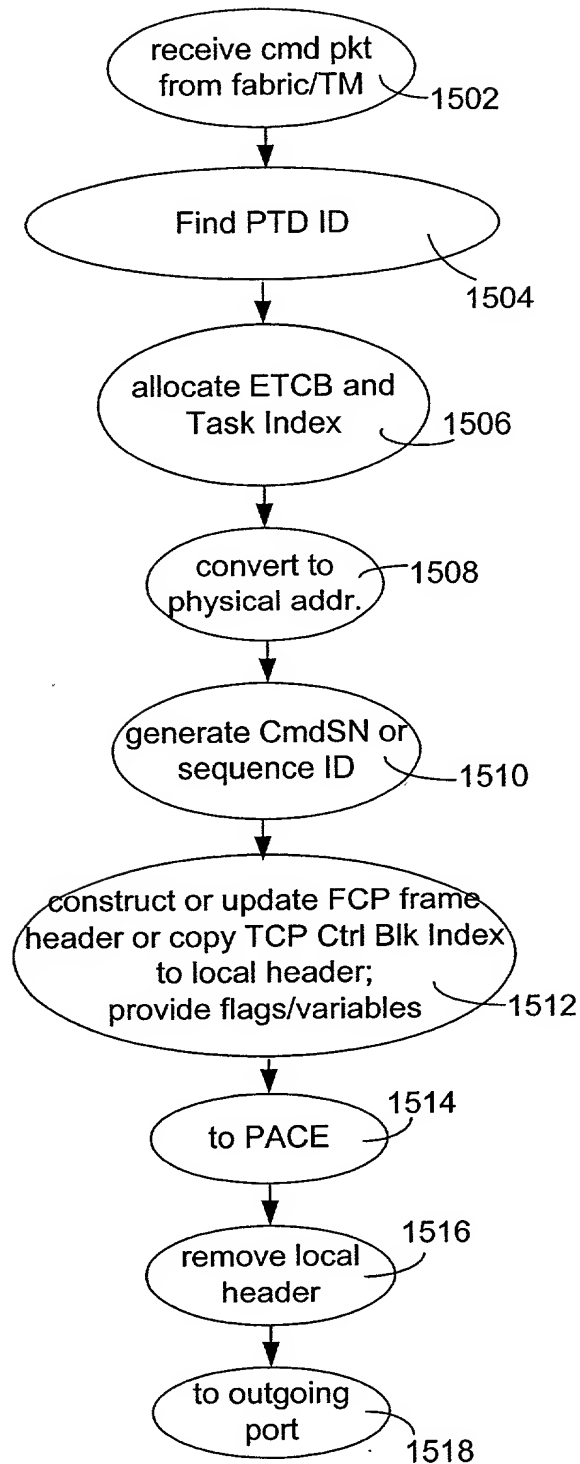 receive cmd pkt
from fabric/TM
1502
Find PTD ID
1504
allocate ETCB and
Task Index
1506
convert to
physical addr.
1508
generate CmdSN or
sequence ID
1510
construct or update FCP frame
header or copy TCP Ctrl Blk Index
to local header;
provide flags/variables
1512
to PACE
1514
remove local
header
1516
to outgoing
port
1518